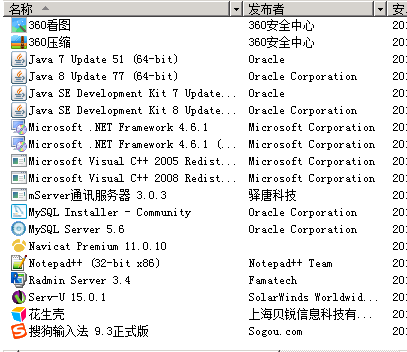 名称 发布者 安
360看图 360安全中心 20
360压缩 360安全中心 20
Java 7 Update 51 (64-bit) Oracle 20
Java 8 Update 77 (64-bit) Oracle Corporation 20
Java SE Development Kit 7 Update... Oracle 20
Java SE Development Kit 8 Update... Oracle Corporation 20
Microsoft .NET Framework 4.6.1 Microsoft Corporation 20
Microsoft .NET Framework 4.6.1 (... Microsoft Corporation 20
Microsoft Visual C++ 2005 Redist... Microsoft Corporation 20
Microsoft Visual C++ 2008 Redist... Microsoft Corporation 20
mServer通讯服务器 3.0.3 驿唐科技 20
MySQL Installer - Community Oracle Corporation 20
MySQL Server 5.6 Oracle Corporation 20
Navicat Premium 11.0.10 20
Notepad++ (32-bit x86) Notepad++ Team 20
Radmin Server 3.4 Famatech 20
Serv-U 15.0.1 SolarWinds Worldwid... 20
花生壳 上海贝锐信息科技有... 20
搜狗输入法 9.3正式版 Sogou.com 20